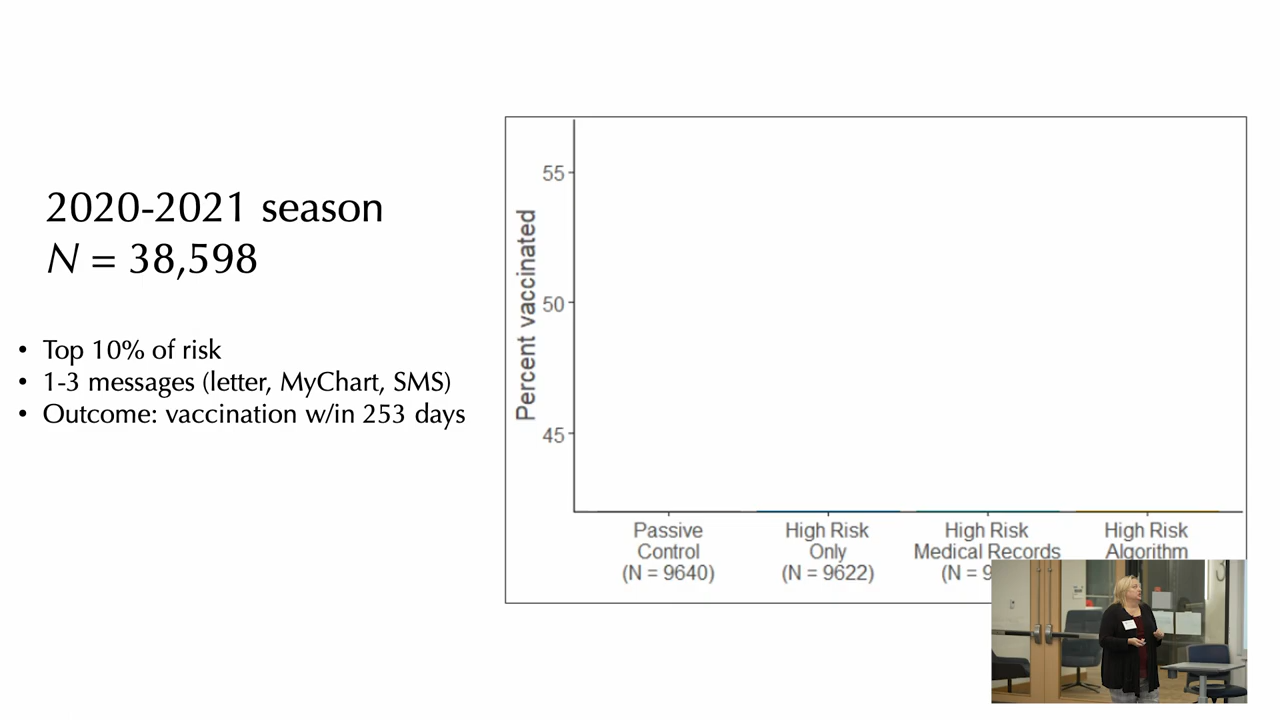 2020-2021 season
N = 38,598
• Top 10% of risk
• 1-3 messages (letter, MyChart, SMS)
• Outcome: vaccination w/in 253 days
Percent vaccinated
55
50
45
Passive
Control
(N = 9640)
High Risk
Only
(N = 9622)
High Risk
Medical Records
(N = 9
High Risk
Algorithm